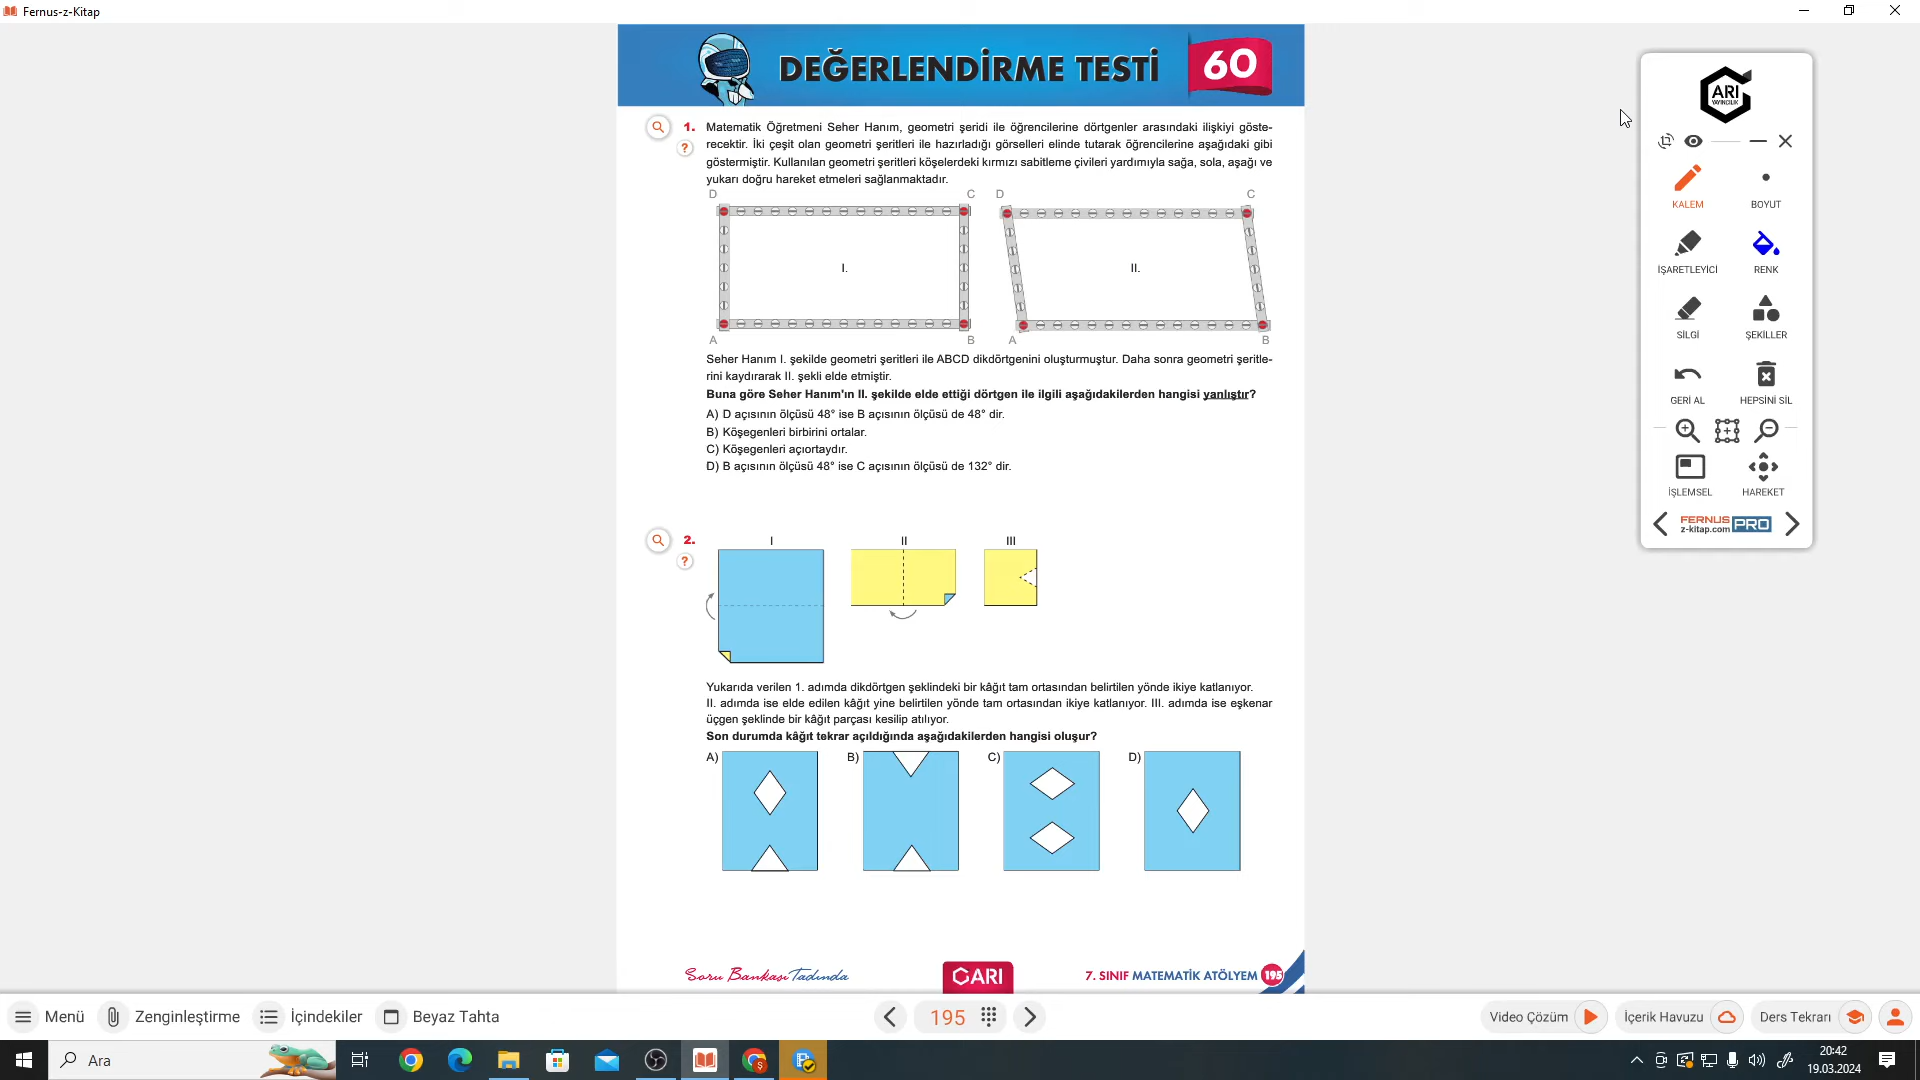 Fernus-z-Kitap
DEĞERLENDİRME TESTİ
60
1. Matematik Öğretmeni Seher Hanım, geometri şeridi ile öğrencilerine dörtgenler arasındaki ilişkiyi göste-
recektir. İki çeşit olan geometri şeritleri ile hazırladığı görselleri elinde tutarak öğrencilerine aşağıdaki gibi
göstermiştir. Kullanılan geometri şeritleri köşelerdeki kırmızı sabitleme çivileri yardımıyla sağa, sola, aşağı ve
yukarı doğru hareket etmeleri sağlanmaktadır.
?
D C D C
I. II.
A B A B
Seher Hanım I. şekilde geometri şeritleri ile ABCD dikdörtgenini oluşturmuştur. Daha sonra geometri şeritle-
rini kaydırarak II. şekli elde etmiştir.
Buna göre Seher Hanım'ın II. şekilde elde ettiği dörtgen ile ilgili aşağıdakilerden hangisi yanlıştır?
A) D açısının ölçüsü 48° ise B açısının ölçüsü de 48° dir.
B) Köşegenleri birbirini ortalar.
C) Köşegenleri açıortaydır.
D) B açısının ölçüsü 48° ise C açısının ölçüsü de 132° dir.
2. I II III
?
Yukarıda verilen 1. adımda dikdörtgen şeklindeki bir kâğıt tam ortasından belirtilen yönde ikiye katlanıyor.
II. adımda ise elde edilen kâğıt yine belirtilen yönde tam ortasından ikiye katlanıyor. III. adımda ise eşkenar
üçgen şeklinde bir kâğıt parçası kesilip atılıyor.
Son durumda kâğıt tekrar açıldığında aşağıdakilerden hangisi oluşur?
A) B) C) D)
Soru Bankası Tadında
ARI
7. SINIF MATEMATİK ATÖLYEM 195
ARI
YAYINCILIK
KALEM BOYUT
İŞARETLEYİCİ RENK
SİLGİ ŞEKİLLER
GERİ AL HEPSİNİ SİL
İŞLEMSEL HAREKET
FERNUS
z-kitap.com PRO
Menü Zenginleştirme İçindekiler Beyaz Tahta 195 Video Çözüm İçerik Havuzu Ders Tekrarı
Ara
20:42
19.03.2024